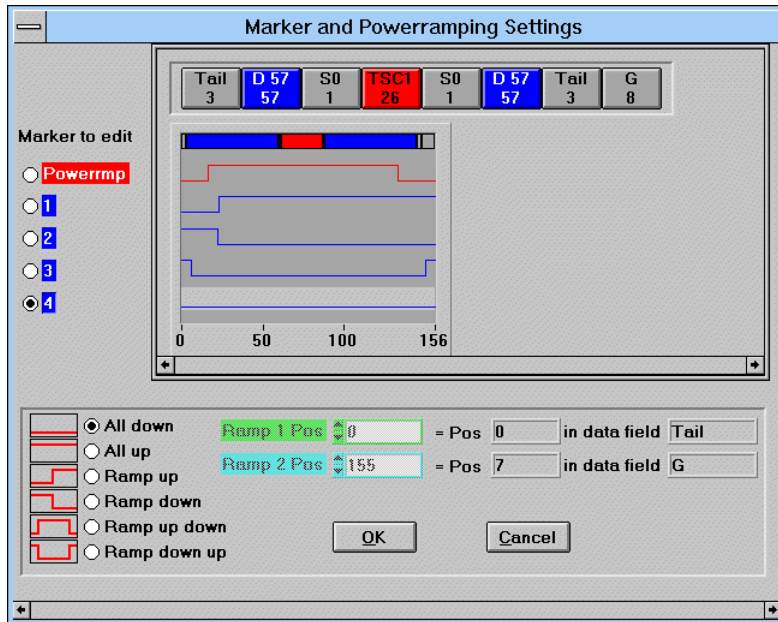 Marker and Powerramping Settings
Tail D 57 S0 TSC1 S0 D 57 Tail G
3 57 1 26 1 57 3 8
Marker to edit
Powerrmp
1
2
3
4
0 50 100 156
All down
All up
Ramp up
Ramp down
Ramp up down
Ramp down up
Ramp 1 Pos 0 = Pos 0 in data field Tail
Ramp 2 Pos 155 = Pos 7 in data field G
OK Cancel